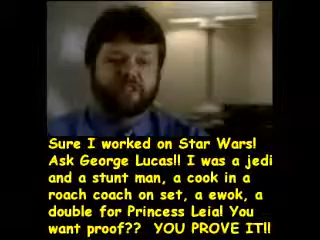 Sure I worked on Star Wars!
Ask George Lucas!! I was a jedi
and a stunt man, a cook in a
roach coach on set, a ewok, a
double for Princess Leia! You
want proof??  YOU PROVE IT!!